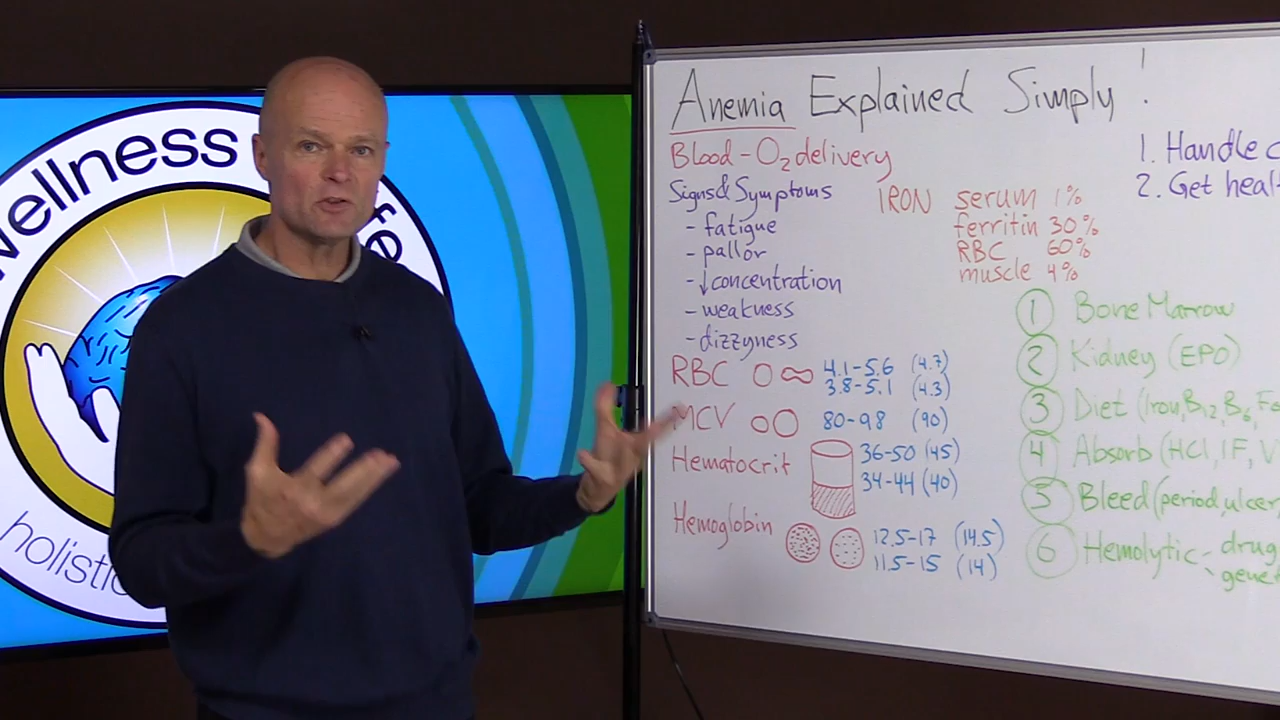 wellness
fe
holistic
Anemia Explained Simply!
Blood - O2 delivery
Signs & Symptoms
- fatigue
- pallor
- ↓concentration
- weakness
- dizzyness
IRON serum 1%
ferritin 30%
RBC 60%
muscle 4%
1. Handle c
2. Get heal
RBC 4.1-5.6 (4.7)
3.8-5.1 (4.3)
MCV 80-98 (90)
Hematocrit 36-50 (45)
34-44 (40)
Hemoglobin 12.5-17 (14.5)
11.5-15 (14)
1 Bone Marrow
2 Kidney (EPO)
3 Diet (Iron, B12, B6, Fo
4 Absorb (HCl, IF, V
5 Bleed (period, ulcer
6 Hemolytic - drug
gene